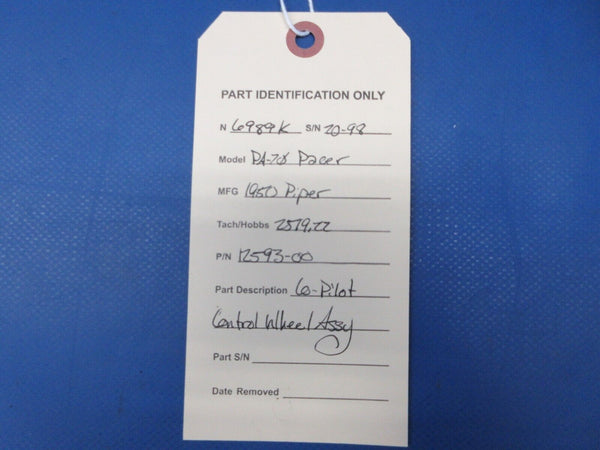 PART IDENTIFICATION ONLY
N 6989K S/N 20-98
Model PA-20 Pacer
MFG 1950 Piper
Tach/Hobbs 2579.22
P/N 12593-00
Part Description Co-Pilot
Control Wheel Assy
Part S/N
Date Removed